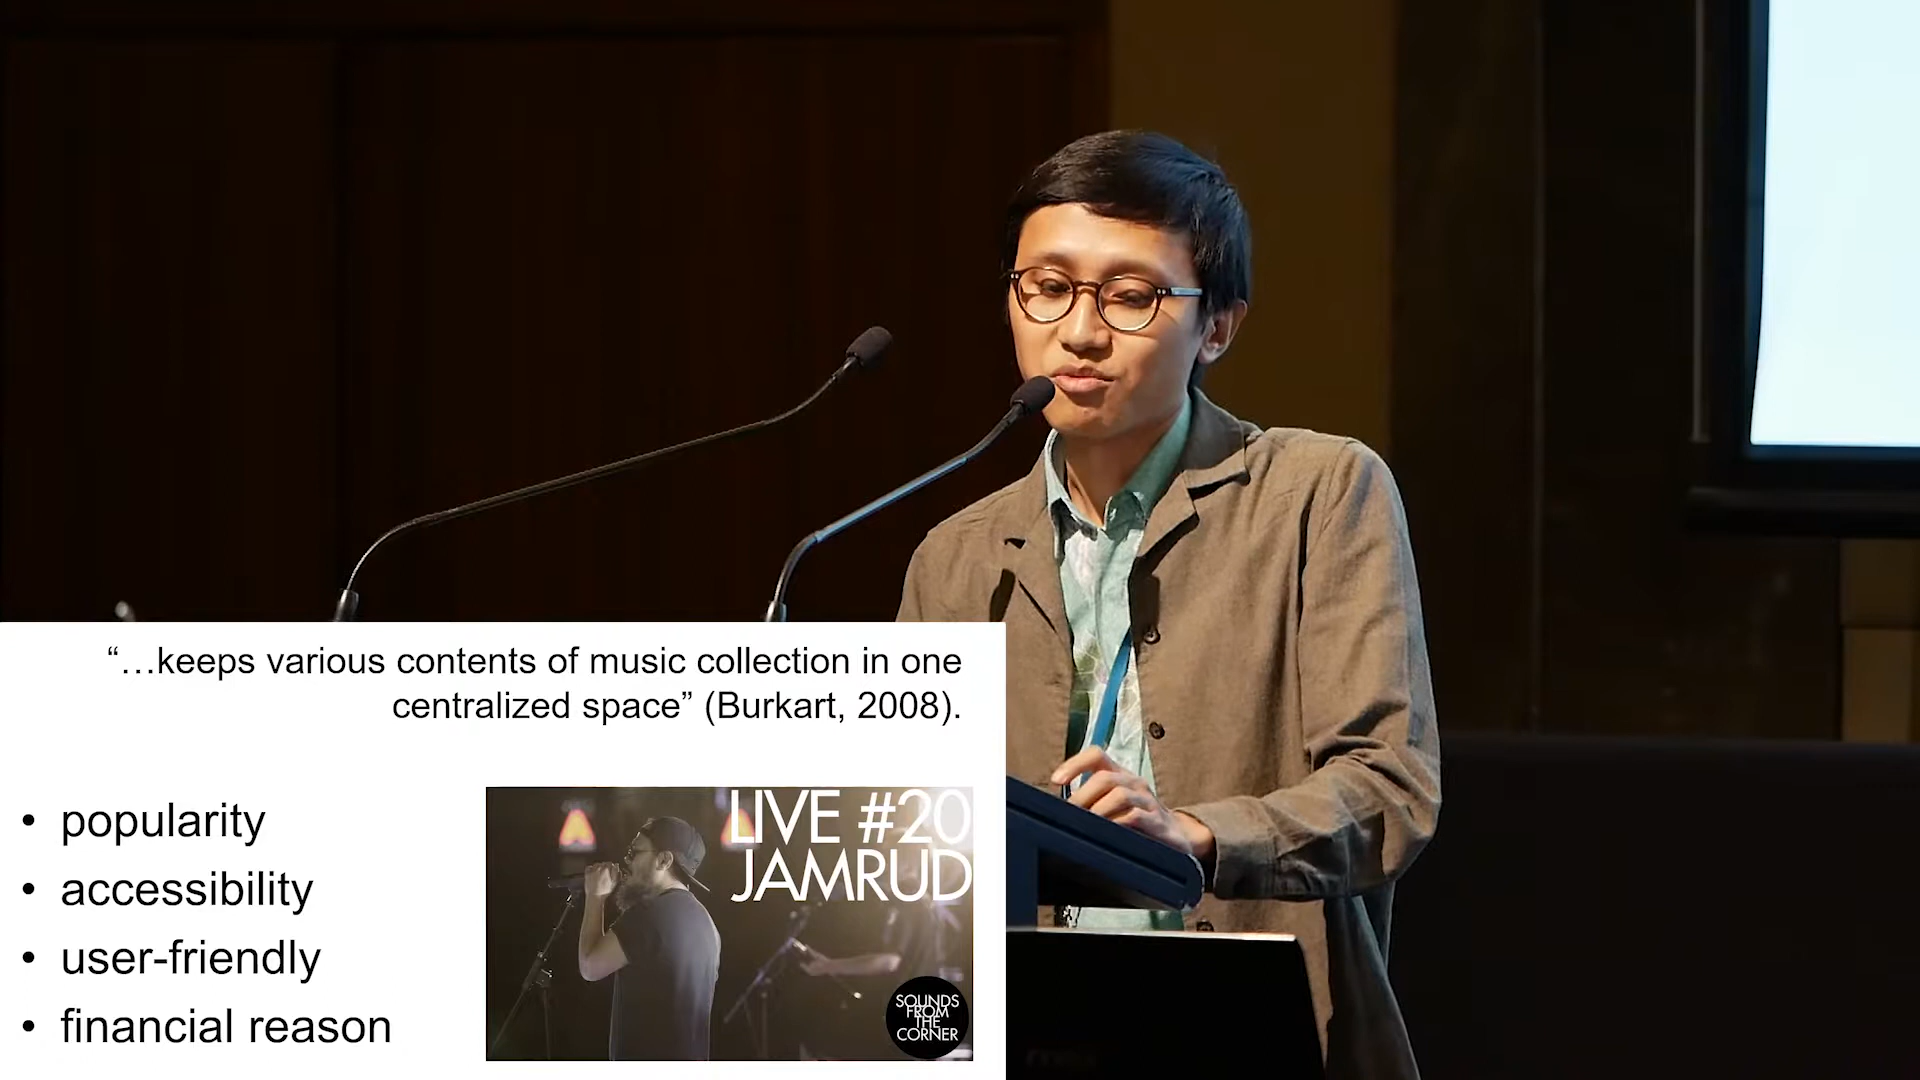 “…keeps various contents of music collection in one
centralized space” (Burkart, 2008).
• popularity
• accessibility
• user-friendly
• financial reason
LIVE #20
JAMRUD
SOUNDS
FROM
THE
CORNER